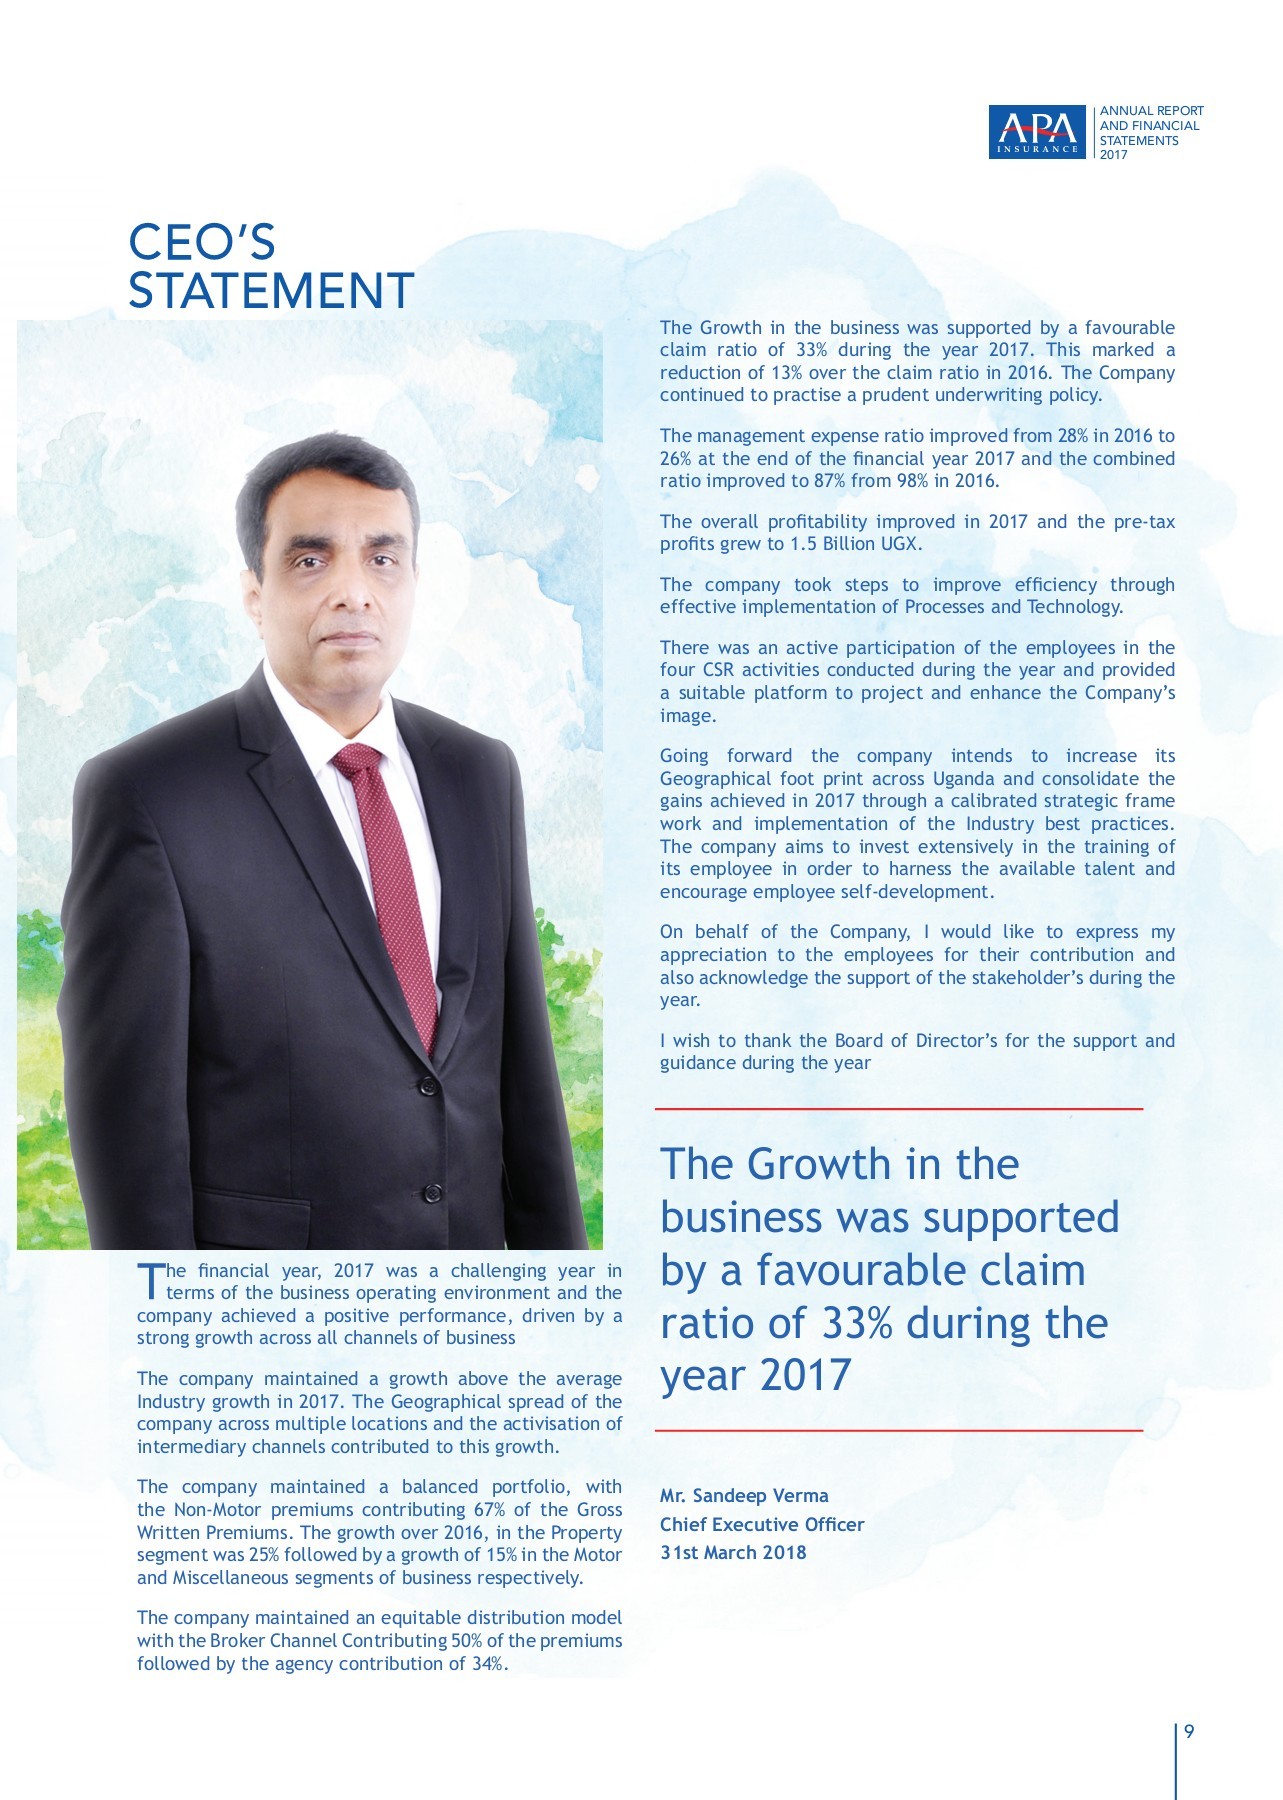 APA
INSURANCE
ANNUAL REPORT
AND FINANCIAL
STATEMENTS
2017
CEO'S
STATEMENT
The financial year, 2017 was a challenging year in
terms of the business operating environment and the
company achieved a positive performance, driven by a
strong growth across all channels of business
The company maintained a growth above the average
Industry growth in 2017. The Geographical spread of the
company across multiple locations and the activisation of
intermediary channels contributed to this growth.
The company maintained a balanced portfolio, with
the Non-Motor premiums contributing 67% of the Gross
Written Premiums. The growth over 2016, in the Property
segment was 25% followed by a growth of 15% in the Motor
and Miscellaneous segments of business respectively.
The company maintained an equitable distribution model
with the Broker Channel Contributing 50% of the premiums
followed by the agency contribution of 34%.
The Growth in the business was supported by a favourable
claim ratio of 33% during the year 2017. This marked a
reduction of 13% over the claim ratio in 2016. The Company
continued to practise a prudent underwriting policy.
The management expense ratio improved from 28% in 2016 to
26% at the end of the financial year 2017 and the combined
ratio improved to 87% from 98% in 2016.
The overall profitability improved in 2017 and the pre-tax
profits grew to 1.5 Billion UGX.
The company took steps to improve efficiency through
effective implementation of Processes and Technology.
There was an active participation of the employees in the
four CSR activities conducted during the year and provided
a suitable platform to project and enhance the Company's
image.
Going forward the company intends to increase its
Geographical foot print across Uganda and consolidate the
gains achieved in 2017 through a calibrated strategic frame
work and implementation of the Industry best practices.
The company aims to invest extensively in the training of
its employee in order to harness the available talent and
encourage employee self-development.
On behalf of the Company, I would like to express my
appreciation to the employees for their contribution and
also acknowledge the support of the stakeholder's during the
year.
I wish to thank the Board of Director's for the support and
guidance during the year
The Growth in the
business was supported
by a favourable claim
ratio of 33% during the
year 2017
Mr. Sandeep Verma
Chief Executive Officer
31st March 2018
9